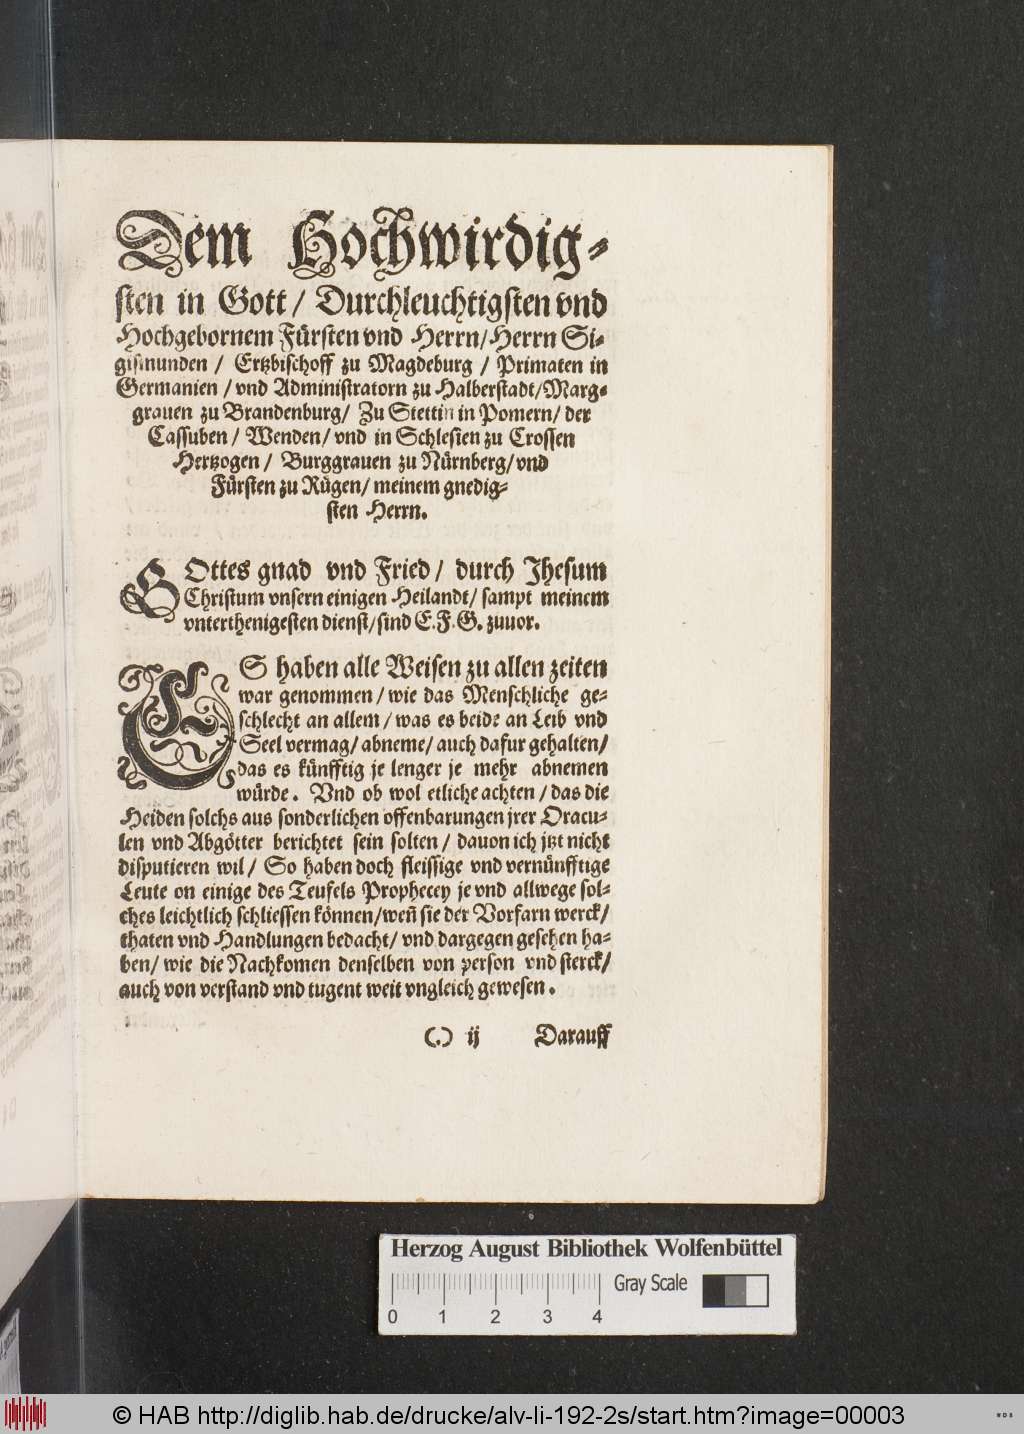 Dem Hochwirdig-
sten in Gott / Durchleuchtigsten vnd
Hochgebornem Fürsten vnd Herrn/Herrn Si-
gismunden / Ertzbischoff zu Magdeburg / Primaten in
Germanien / vnd Administratorn zu Halberstadt/Marg-
grauen zu Brandenburg/ Zu Stettin in Pomern/ der
Cassuben / Wenden/ vnd in Schlesien zu Crossen
Hertzogen / Burggrauen zu Nürnberg/vnd
Fürsten zu Rügen/ meinem gnedig-
sten Herrn.
GOttes gnad vnd Fried / durch Jhesum
Christum vnsern einigen Heilandt/ sampt meinem
vnterthenigesten dienst/sind E.F.G. zuuor.
ES haben alle Weisen zu allen zeiten
war genommen/ wie das Menschliche ge-
schlecht an allem / was es beide an Leib vnd
Seel vermag/ abneme/ auch dafur gehalten/
das es künfftig je lenger je mehr abnemen
würde. Vnd ob wol etliche achten / das die
Heiden solchs aus sonderlichen offenbarungen jrer Oracu-
len vnd Abgötter berichtet sein solten / dauon ich jtzt nicht
disputieren wil/ So haben doch fleissige vnd vernünfftige
Leute on einige des Teufels Prophecey je vnd allwege sol-
ches leichtlich schliessen können/weñ sie der Vorfarn werck/
thaten vnd Handlungen bedacht/ vnd dargegen gesehen ha-
ben/ wie die Nachkomen denselben von person vnd sterck/
auch von verstand vnd tugent weit vngleich gewesen.
(.) ij Darauff
Herzog August Bibliothek Wolfenbüttel
Gray Scale
0 1 2 3 4
© HAB http://diglib.hab.de/drucke/alv-li-192-2s/start.htm?image=00003